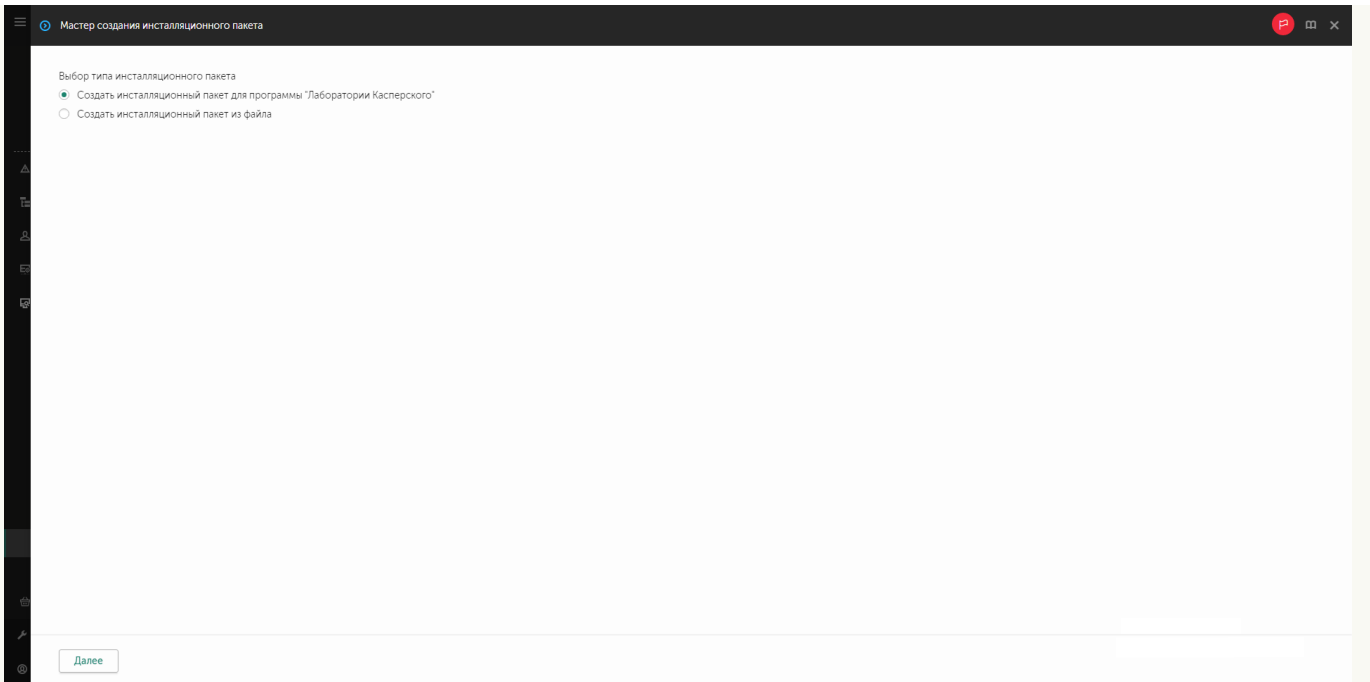 Мастер создания инсталляционного пакета
Выбор типа инсталляционного пакета
Создать инсталляционный пакет для программы "Лаборатории Касперского"
Создать инсталляционный пакет из файла
Далее